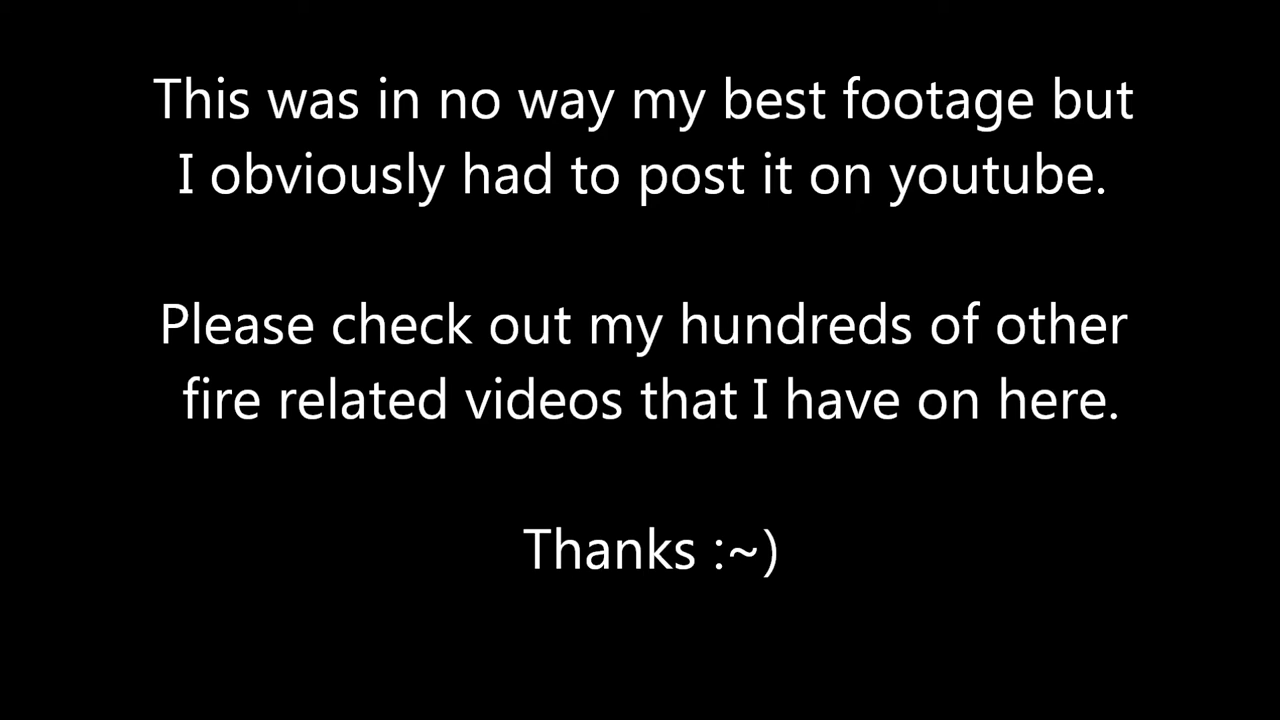 This was in no way my best footage but
I obviously had to post it on youtube.
Please check out my hundreds of other
fire related videos that I have on here.
Thanks :~)